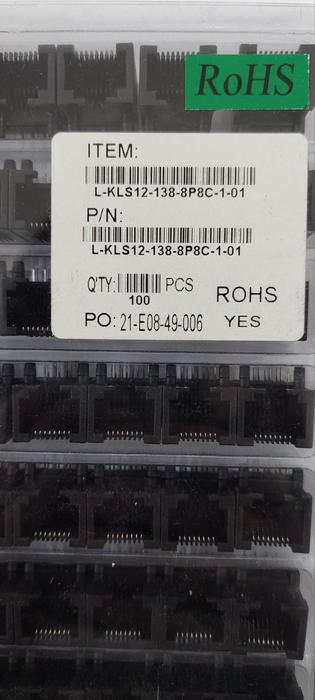 RoHS
ITEM:
L-KLS12-138-8P8C-1-01
P/N:
L-KLS12-138-8P8C-1-01
Q'TY: PCS
100
ROHS
PO: 21-E08-49-006 YES